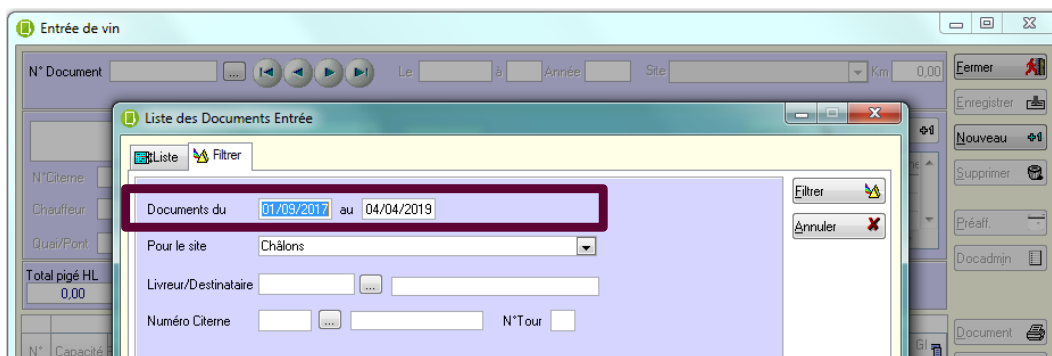 Entrée de vin
N° Document ... Le à Année Site Km 0,00 Fermer
Enregistrer
Liste des Documents Entrée
Nouveau
Liste Filtrer
N°Citerne Supprimer
Filtrer
Chauffeur Documents du 01/09/2017 au 04/04/2019
Annuler Préaff.
Quai/Pont Pour le site Châlons
Docadmin
Total pigé HL Livreur/Destinataire ...
0,00
Numéro Citerne ... N°Tour
Document
N° Capacité GI